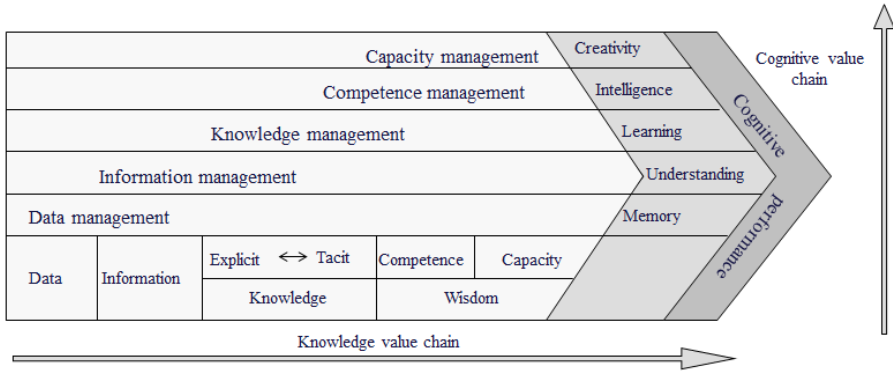 Capacity management
Creativity
Cognitive value
chain
Competence management
Intelligence
Cognitive
Knowledge management
Learning
Information management
Understanding
Data management
Memory
performance
Data
Information
Explicit ↔ Tacit
Competence
Capacity
Knowledge
Wisdom
Knowledge value chain